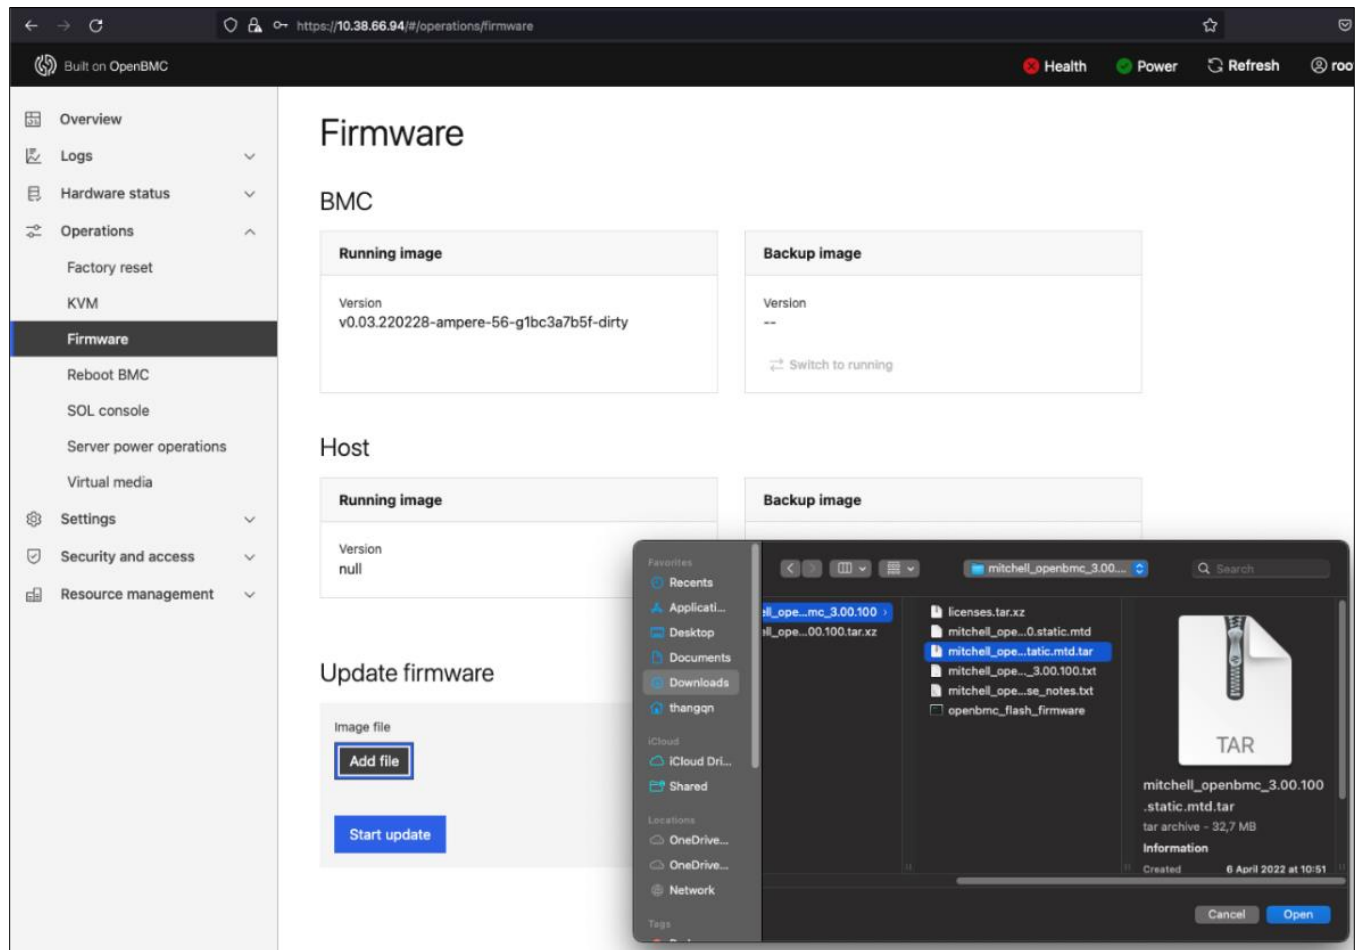 https://10.38.66.94/#/operations/firmware
Built on OpenBMC
Health
Power
Refresh
roo
Overview
Logs
Hardware status
Operations
Factory reset
KVM
Firmware
Reboot BMC
SOL console
Server power operations
Virtual media
Settings
Security and access
Resource management
Firmware
BMC
Running image
Version
v0.03.220228-ampere-56-g1bc3a7b5f-dirty
Backup image
Version
--
Switch to running
Host
Running image
Version
null
Backup image
Update firmware
Image file
Add file
Start update
Favorites
Recents
Applicati...
Desktop
Documents
Downloads
thangqn
iCloud
iCloud Dri...
Shared
Locations
OneDrive...
OneDrive...
Network
Tags
mitchell_openbmc_3.00....
Search
ell_ope...mc_3.00.100
ell_ope...00.100.tar.xz
licenses.tar.xz
mitchell_ope...0.static.mtd
mitchell_ope...tatic.mtd.tar
mitchell_ope..._3.00.100.txt
mitchell_ope...se_notes.txt
openbmc_flash_firmware
TAR
mitchell_openbmc_3.00.100
.static.mtd.tar
tar archive - 32,7 MB
Information
Created 6 April 2022 at 10:51
Cancel
Open